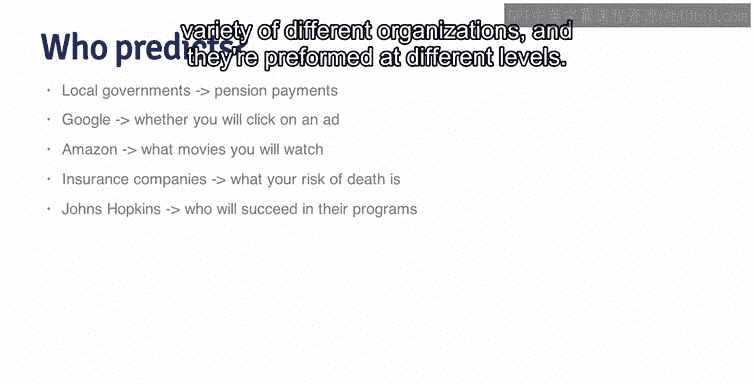 variety of different organizations, and
they're preformed at different levels.
Who predicts?
· Local governments -> pension payments
· Google -> whether you will click on an ad
· Amazon -> what movies you will watch
· Insurance companies -> what your risk of death is
· Johns Hopkins -> who will succeed in their programs